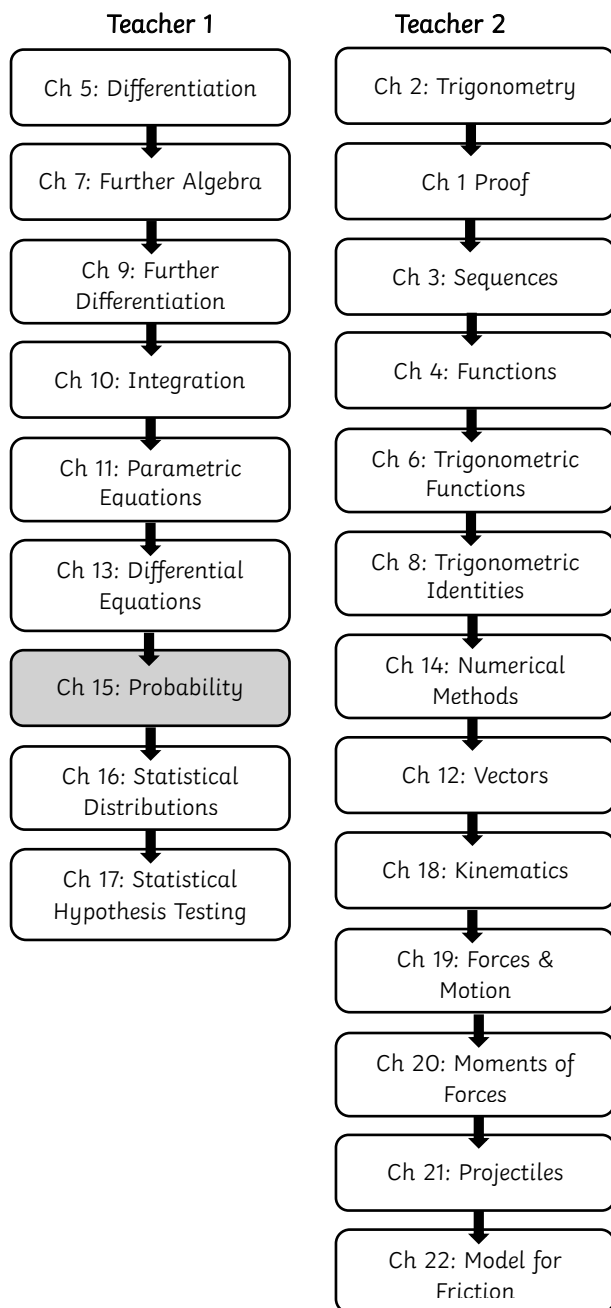 Teacher 1
Ch 5: Differentiation
Ch 7: Further Algebra
Ch 9: Further
Differentiation
Ch 10: Integration
Ch 11: Parametric
Equations
Ch 13: Differential
Equations
Ch 15: Probability
Ch 16: Statistical
Distributions
Ch 17: Statistical
Hypothesis Testing
Teacher 2
Ch 2: Trigonometry
Ch 1 Proof
Ch 3: Sequences
Ch 4: Functions
Ch 6: Trigonometric
Functions
Ch 8: Trigonometric
Identities
Ch 14: Numerical
Methods
Ch 12: Vectors
Ch 18: Kinematics
Ch 19: Forces &
Motion
Ch 20: Moments of
Forces
Ch 21: Projectiles
Ch 22: Model for
Friction